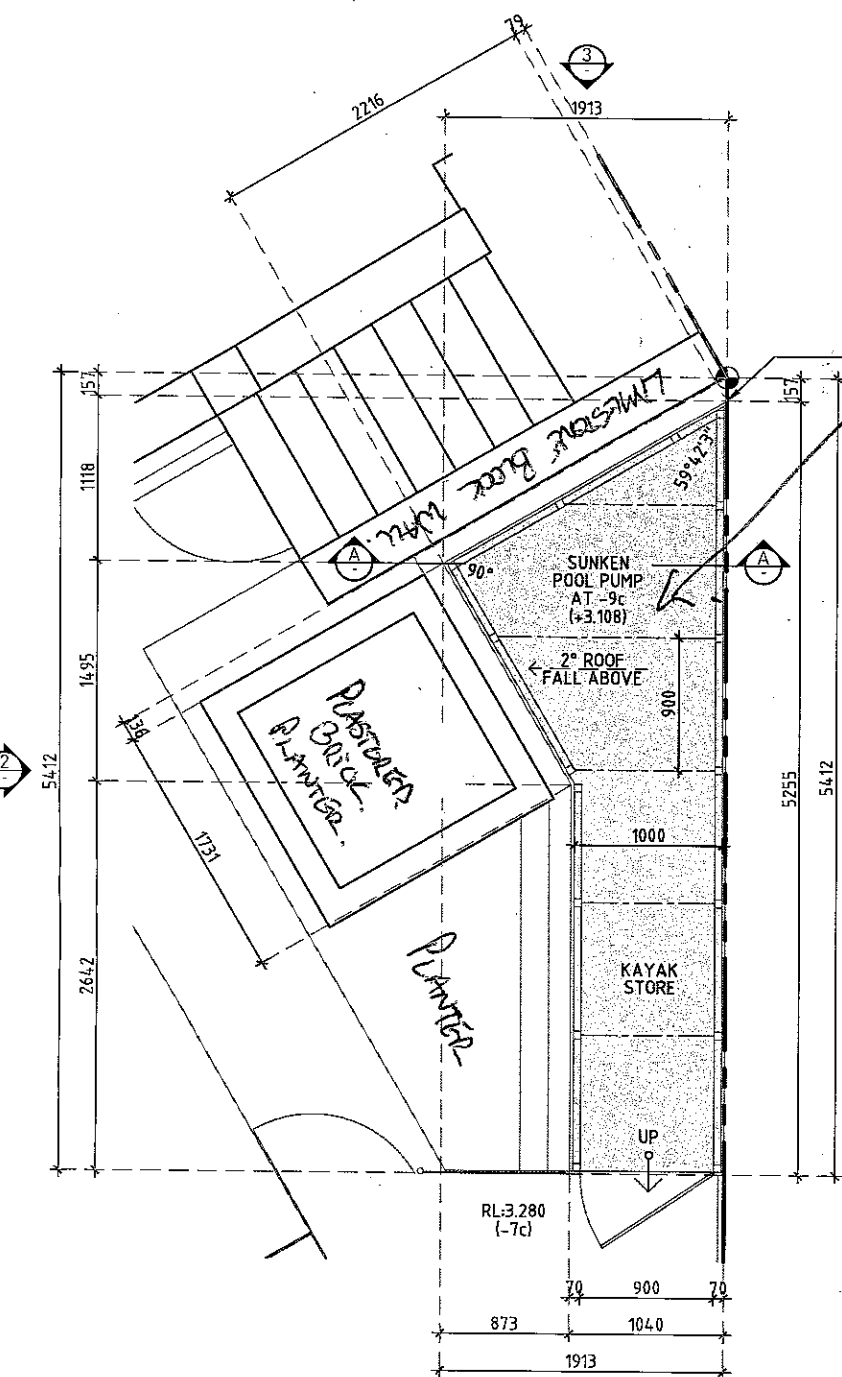 79
3
-
2216
1913
157
157
LIMESTONE BLOCK WALL.
1118
59°42'3"
A
-
90°
SUNKEN
POOL PUMP
AT -9c
(+3.108)
A
-
2° ROOF
FALL ABOVE
900
1495
PLASTERED
BRICK.
PLANTER.
136
2
-
5412
5255
5412
1731
1000
2642
PLANTER
KAYAK
STORE
UP
RL:3.280
(-7c)
70
900
70
873
1040
1913